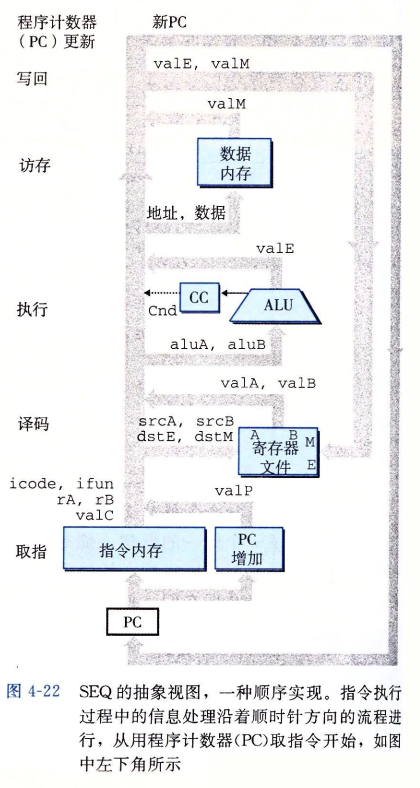 程序计数器
(PC)更新
新PC
写回
valE, valM
valM
访存
数据
内存
地址，数据
valE
执行
CC
ALU
Cnd
aluA, aluB
valA, valB
译码
srcA, srcB
dstE, dstM
A B M
寄存器
文件 E
icode, ifun
rA, rB
valC
valP
取指
指令内存
PC
增加
PC
图 4-22 SEQ的抽象视图，一种顺序实现。指令执行
过程中的信息处理沿着顺时针方向的流程进
行，从用程序计数器(PC)取指令开始，如图
中左下角所示